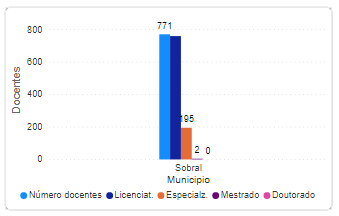 771
800
600
400
200
0
Docentes
195
2
0
Sobral
Município
Número docentes Licenciat. Especialz. Mestrado Doutorado